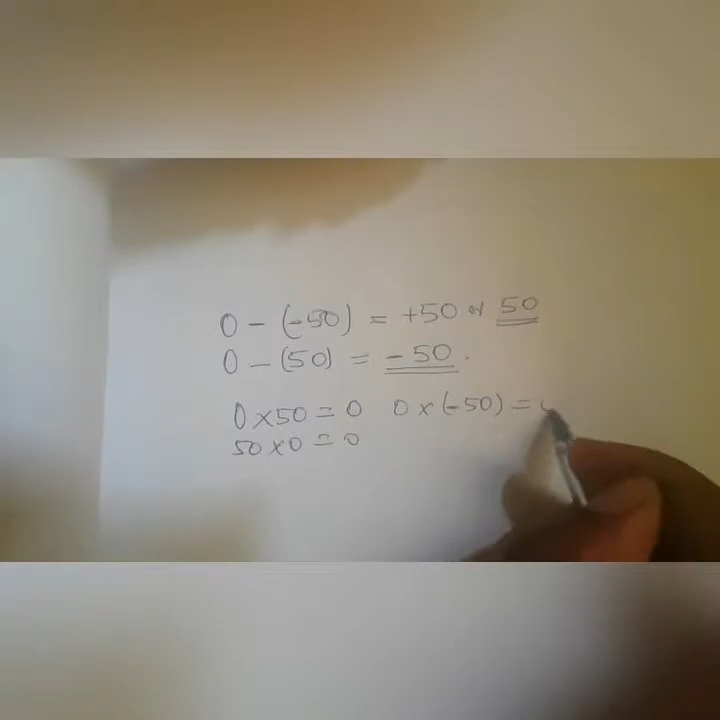 0 - (-50) = +50 or 50
0 - (50) = -50.
0 x 50 = 0 0 x (-50) =
50 x 0 = 0